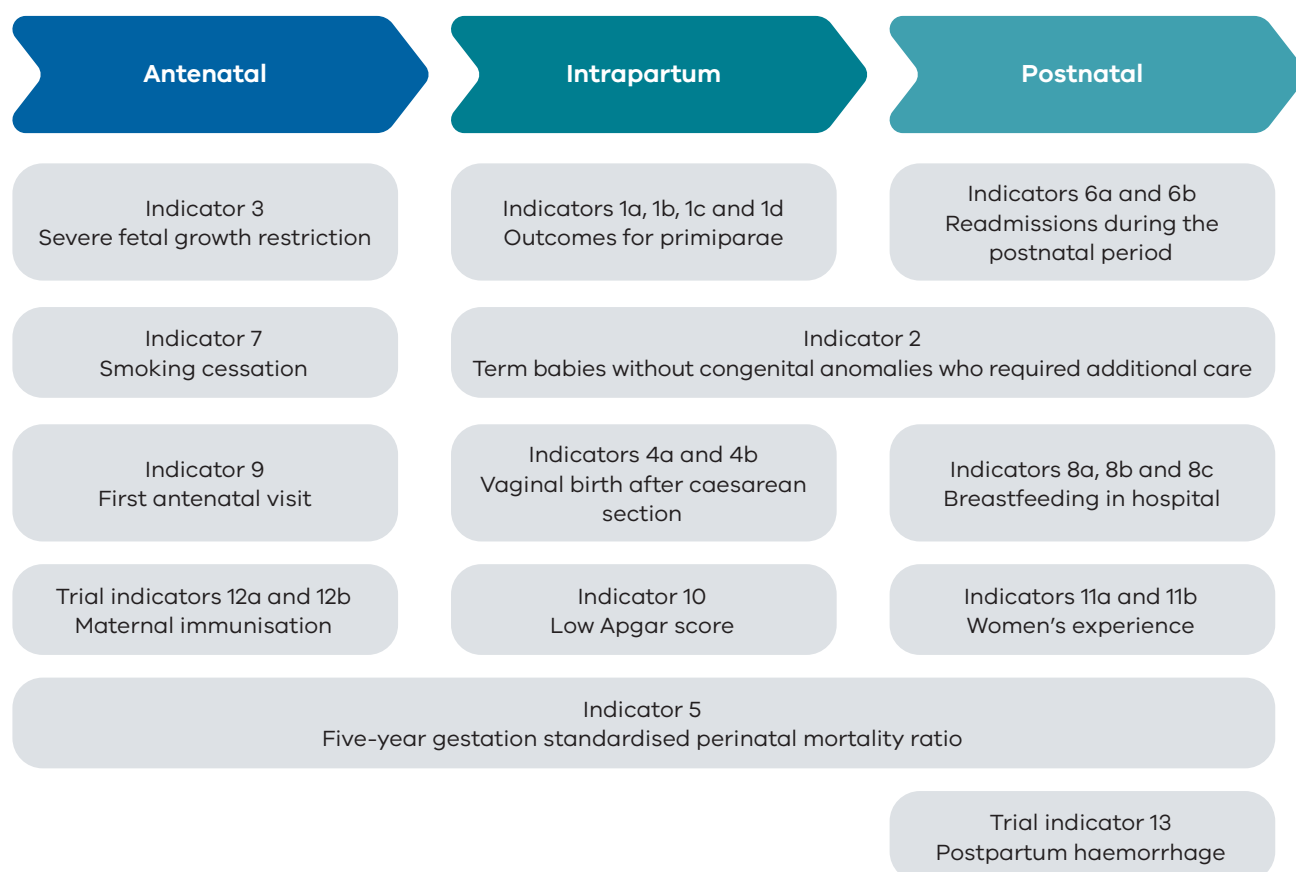 Antenatal
Intrapartum
Postnatal
Indicator 3
Severe fetal growth restriction
Indicators 1a, 1b, 1c and 1d
Outcomes for primiparae
Indicators 6a and 6b
Readmissions during the
postnatal period
Indicator 7
Smoking cessation
Indicator 2
Term babies without congenital anomalies who required additional care
Indicator 9
First antenatal visit
Indicators 4a and 4b
Vaginal birth after caesarean
section
Indicators 8a, 8b and 8c
Breastfeeding in hospital
Trial indicators 12a and 12b
Maternal immunisation
Indicator 10
Low Apgar score
Indicators 11a and 11b
Women’s experience
Indicator 5
Five-year gestation standardised perinatal mortality ratio
Trial indicator 13
Postpartum haemorrhage